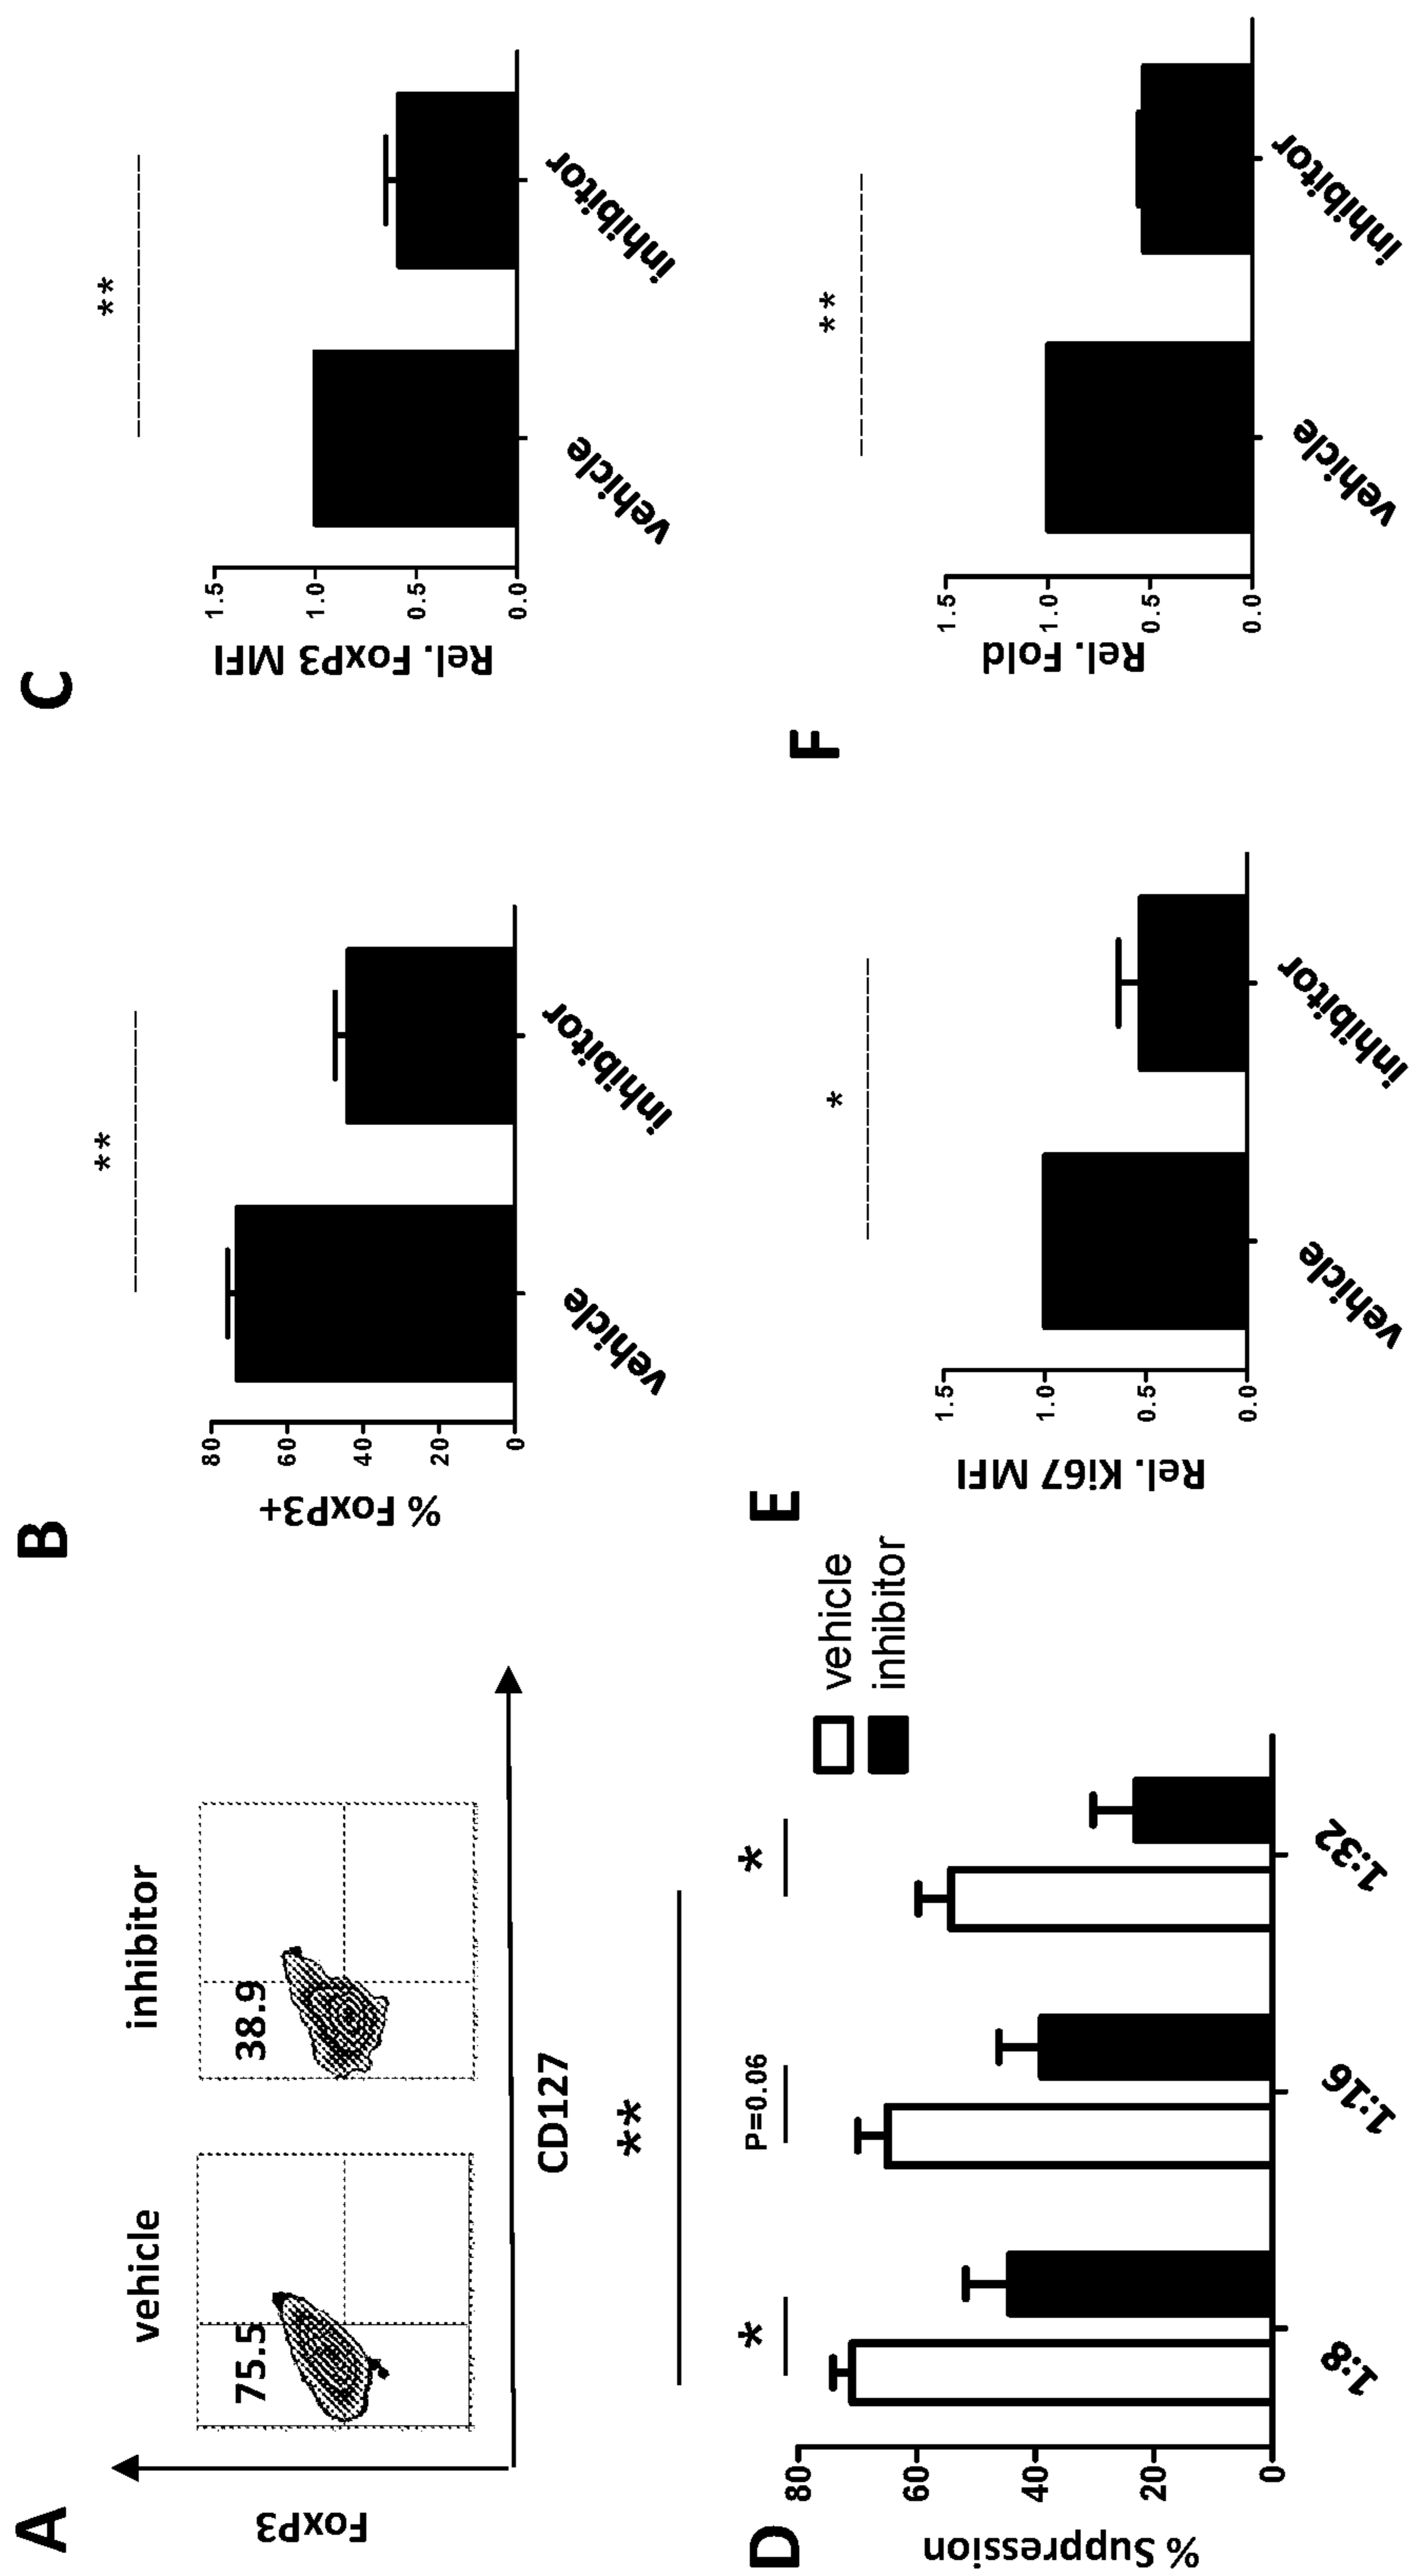 A
vehicle
inhibitor
75.5
38.9
FoxP3
CD127
B
**
% FoxP3+
80
60
40
20
0
vehicle
inhibitor
C
**
Rel. FoxP3 MFI
1.5
1.0
0.5
0.0
vehicle
inhibitor
D
**
*
P=0.06
*
vehicle
inhibitor
% Suppression
80
60
40
20
0
1:8
1:16
1:32
E
*
Rel. Ki67 MFI
1.5
1.0
0.5
0.0
vehicle
inhibitor
F
**
Rel. Fold
1.5
1.0
0.5
0.0
vehicle
inhibitor